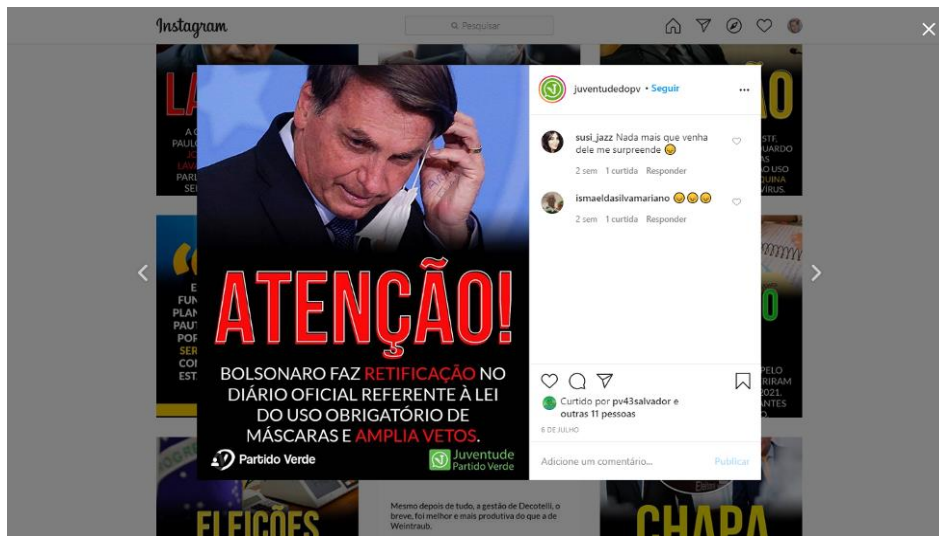 Instagram
Pesquisar
juventudedopv • Seguir
susi_jazz Nada mais que venha
dele me surpreende
2 sem 1 curtida Responder
ismaeldasilvamariano
2 sem 1 curtida Responder
ATENÇÃO!
BOLSONARO FAZ RETIFICAÇÃO NO
DIÁRIO OFICIAL REFERENTE À LEI
DO USO OBRIGATÓRIO DE
MÁSCARAS E AMPLIA VETOS.
Partido Verde
Juventude
Partido Verde
Curtido por pv43salvador e
outras 11 pessoas
6 DE JULHO
Adicione um comentário... Publicar
Mesmo depois de tudo, a gestão de Decotelli, o
breve, foi melhor e mais produtiva do que a de
Weintraub.
ELEIÇÕES
CHAPA